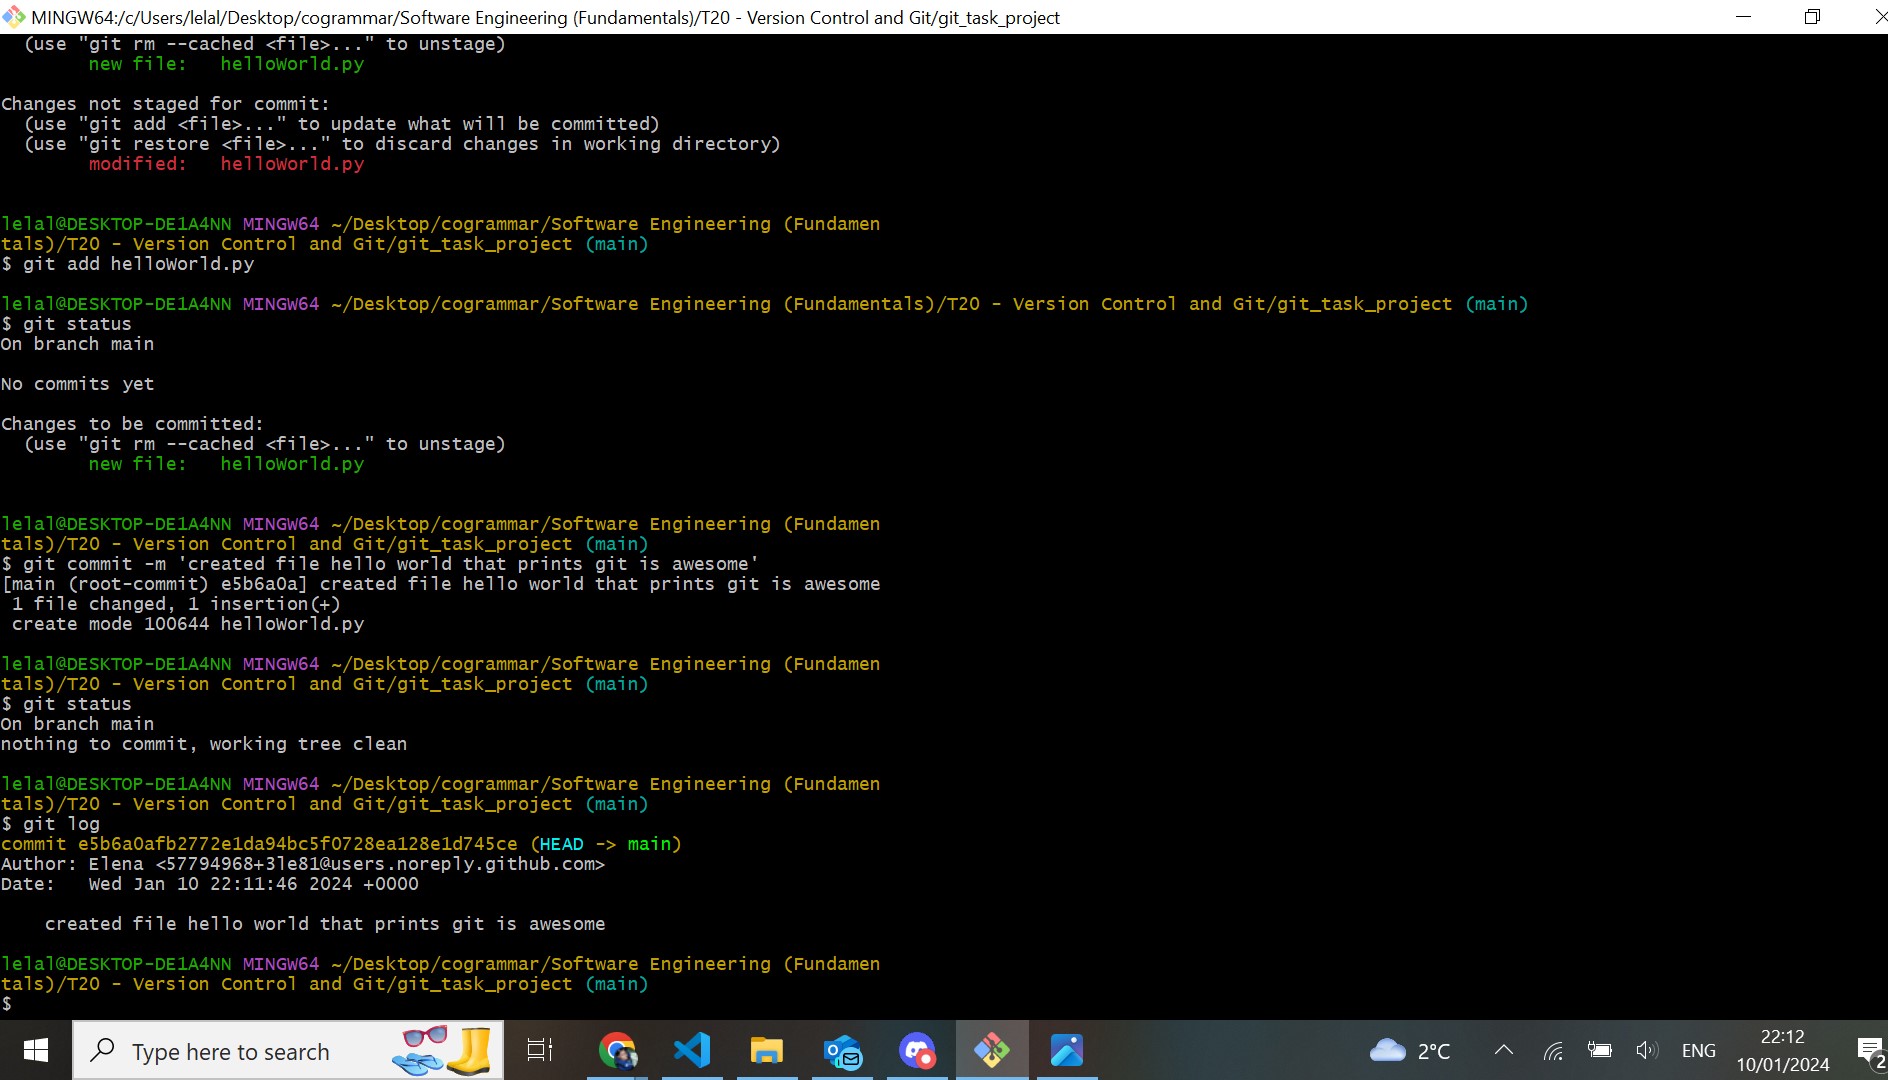 MINGW64:/c/Users/lelal/Desktop/cogrammar/Software Engineering (Fundamentals)/T20 - Version Control and Git/git_task_project
  (use "git rm --cached <file>..." to unstage)
        new file:   helloWorld.py

Changes not staged for commit:
  (use "git add <file>..." to update what will be committed)
  (use "git restore <file>..." to discard changes in working directory)
        modified:   helloWorld.py

lelal@DESKTOP-DE1A4NN MINGW64 ~/Desktop/cogrammar/Software Engineering (Fundamen
tals)/T20 - Version Control and Git/git_task_project (main)
$ git add helloWorld.py

lelal@DESKTOP-DE1A4NN MINGW64 ~/Desktop/cogrammar/Software Engineering (Fundamentals)/T20 - Version Control and Git/git_task_project (main)
$ git status
On branch main

No commits yet

Changes to be committed:
  (use "git rm --cached <file>..." to unstage)
        new file:   helloWorld.py

lelal@DESKTOP-DE1A4NN MINGW64 ~/Desktop/cogrammar/Software Engineering (Fundamen
tals)/T20 - Version Control and Git/git_task_project (main)
$ git commit -m 'created file hello world that prints git is awesome'
[main (root-commit) e5b6a0a] created file hello world that prints git is awesome
 1 file changed, 1 insertion(+)
 create mode 100644 helloWorld.py

lelal@DESKTOP-DE1A4NN MINGW64 ~/Desktop/cogrammar/Software Engineering (Fundamen
tals)/T20 - Version Control and Git/git_task_project (main)
$ git status
On branch main
nothing to commit, working tree clean

lelal@DESKTOP-DE1A4NN MINGW64 ~/Desktop/cogrammar/Software Engineering (Fundamen
tals)/T20 - Version Control and Git/git_task_project (main)
$ git log
commit e5b6a0afb2772e1da94bc5f0728ea128e1d745ce (HEAD -> main)
Author: Elena <57794968+3le81@users.noreply.github.com>
Date:   Wed Jan 10 22:11:46 2024 +0000

    created file hello world that prints git is awesome

lelal@DESKTOP-DE1A4NN MINGW64 ~/Desktop/cogrammar/Software Engineering (Fundamen
tals)/T20 - Version Control and Git/git_task_project (main)
$
Type here to search
2°C
ENG
22:12
10/01/2024
2